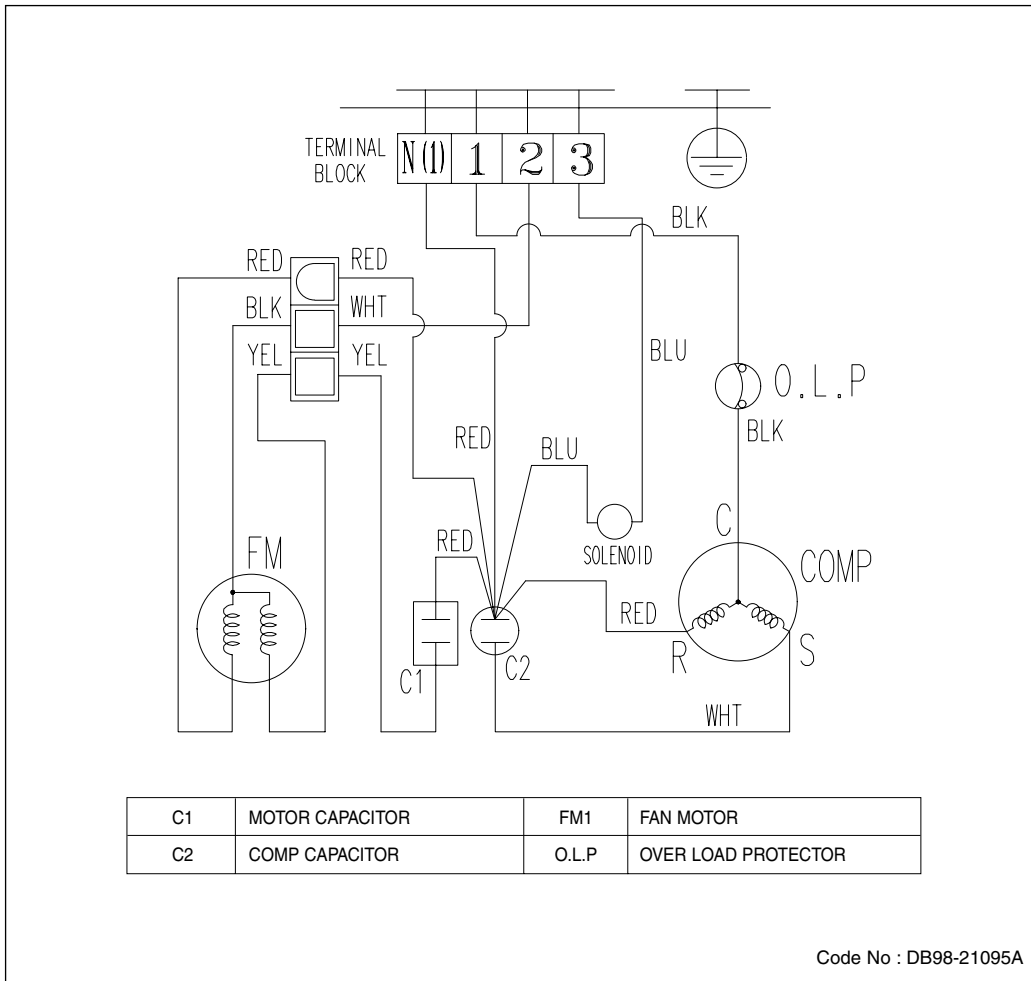 TERMINAL
BLOCK
N(1) 1 2 3
BLK
RED RED
BLK WHT
YEL YEL
BLU
O.L.P
BLK
RED
BLU
C
SOLENOID
RED
FM
COMP
RED
R
S
C1
C2
WHT
C1 MOTOR CAPACITOR FM1 FAN MOTOR
C2 COMP CAPACITOR O.L.P OVER LOAD PROTECTOR
Code No : DB98-21095A